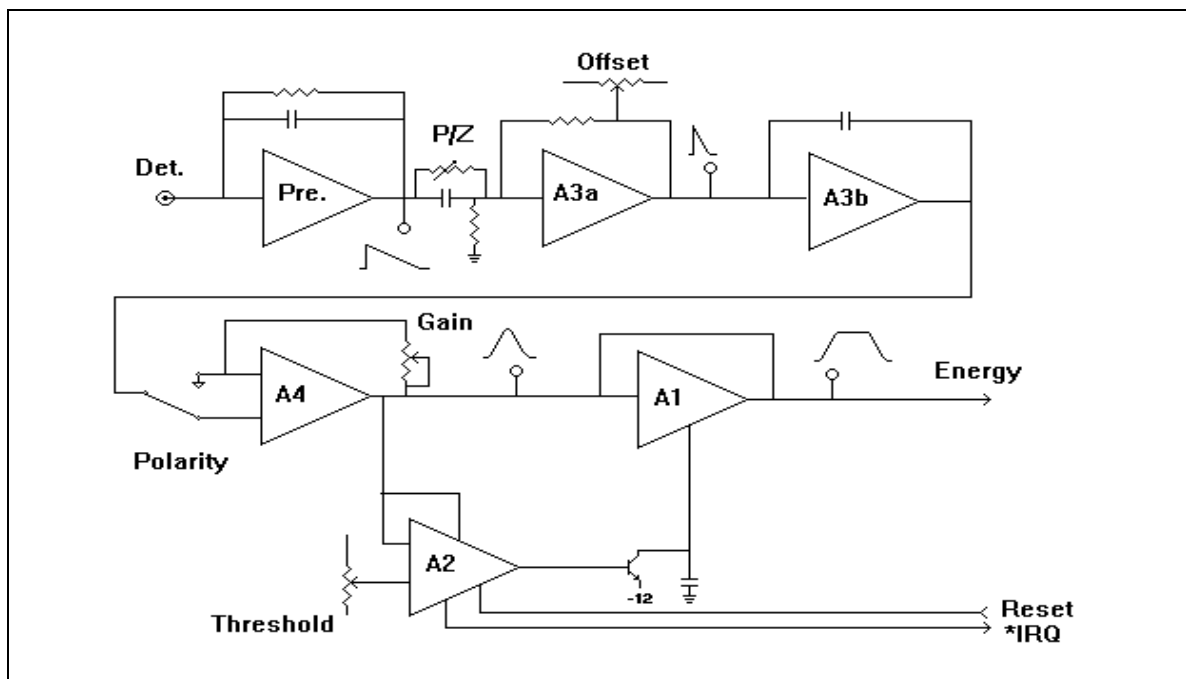 Offset
P/Z
Det.
Pre.
A3a
A3b
Gain
A4
A1
Energy
Polarity
A2
-12
Threshold
Reset
*IRQ